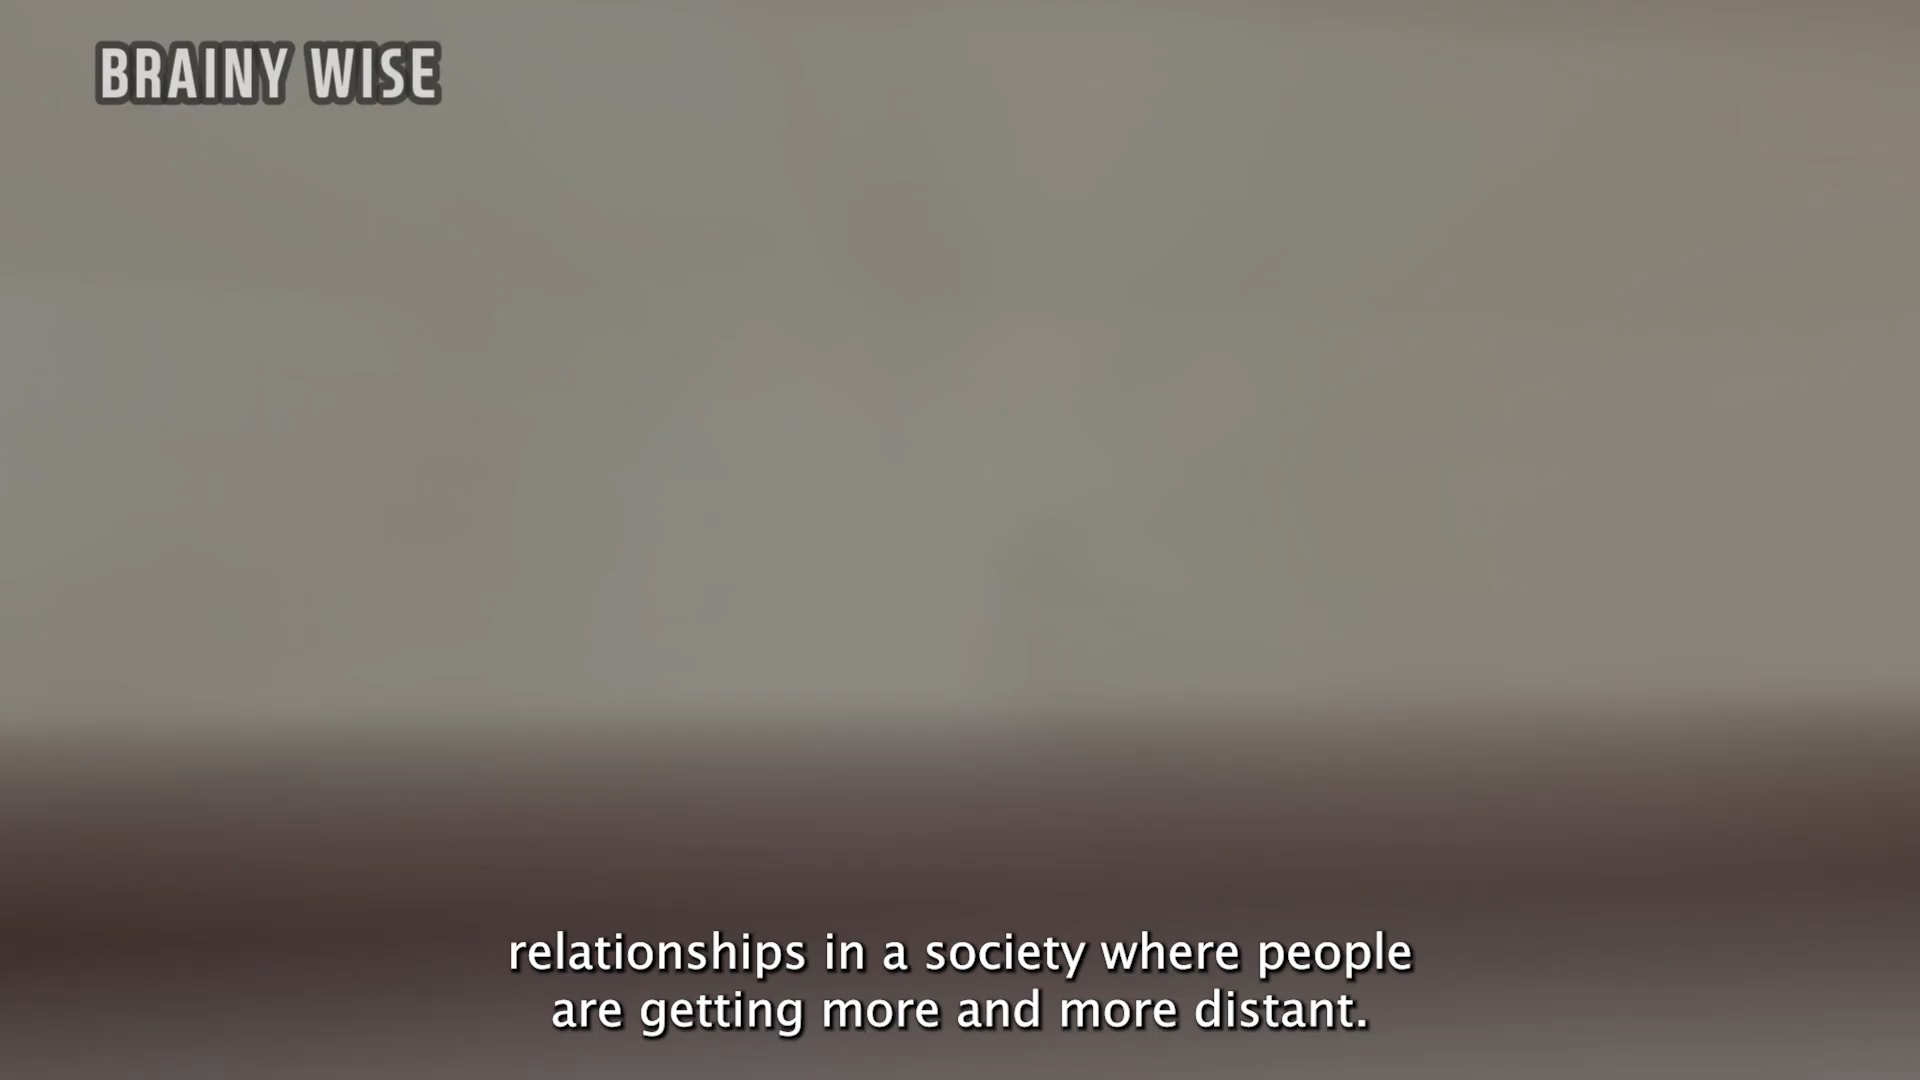 BRAINY WISE
relationships in a society where people
are getting more and more distant.